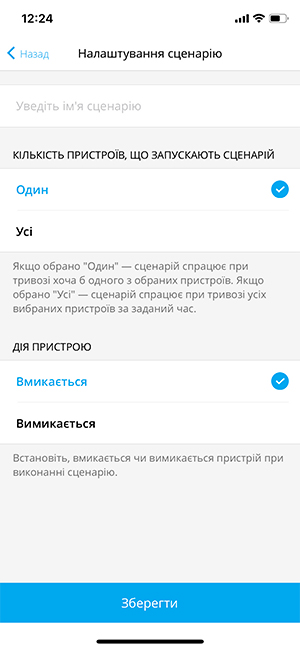 12:24
Назад
Налаштування сценарію
Уведіть ім'я сценарію
КІЛЬКІСТЬ ПРИСТРОЇВ, ЩО ЗАПУСКАЮТЬ СЦЕНАРІЙ
Один
Усі
Якщо обрано "Один" — сценарій спрацює при
тривозі хоча б одного з обраних пристроїв. Якщо
обрано "Усі" — сценарій спрацює при тривозі усіх
вибраних пристроїв за заданий час.
ДІЯ ПРИСТРОЮ
Вмикається
Вимикається
Встановіть, вмикається чи вимикається пристрій при
виконанні сценарію.
Зберегти